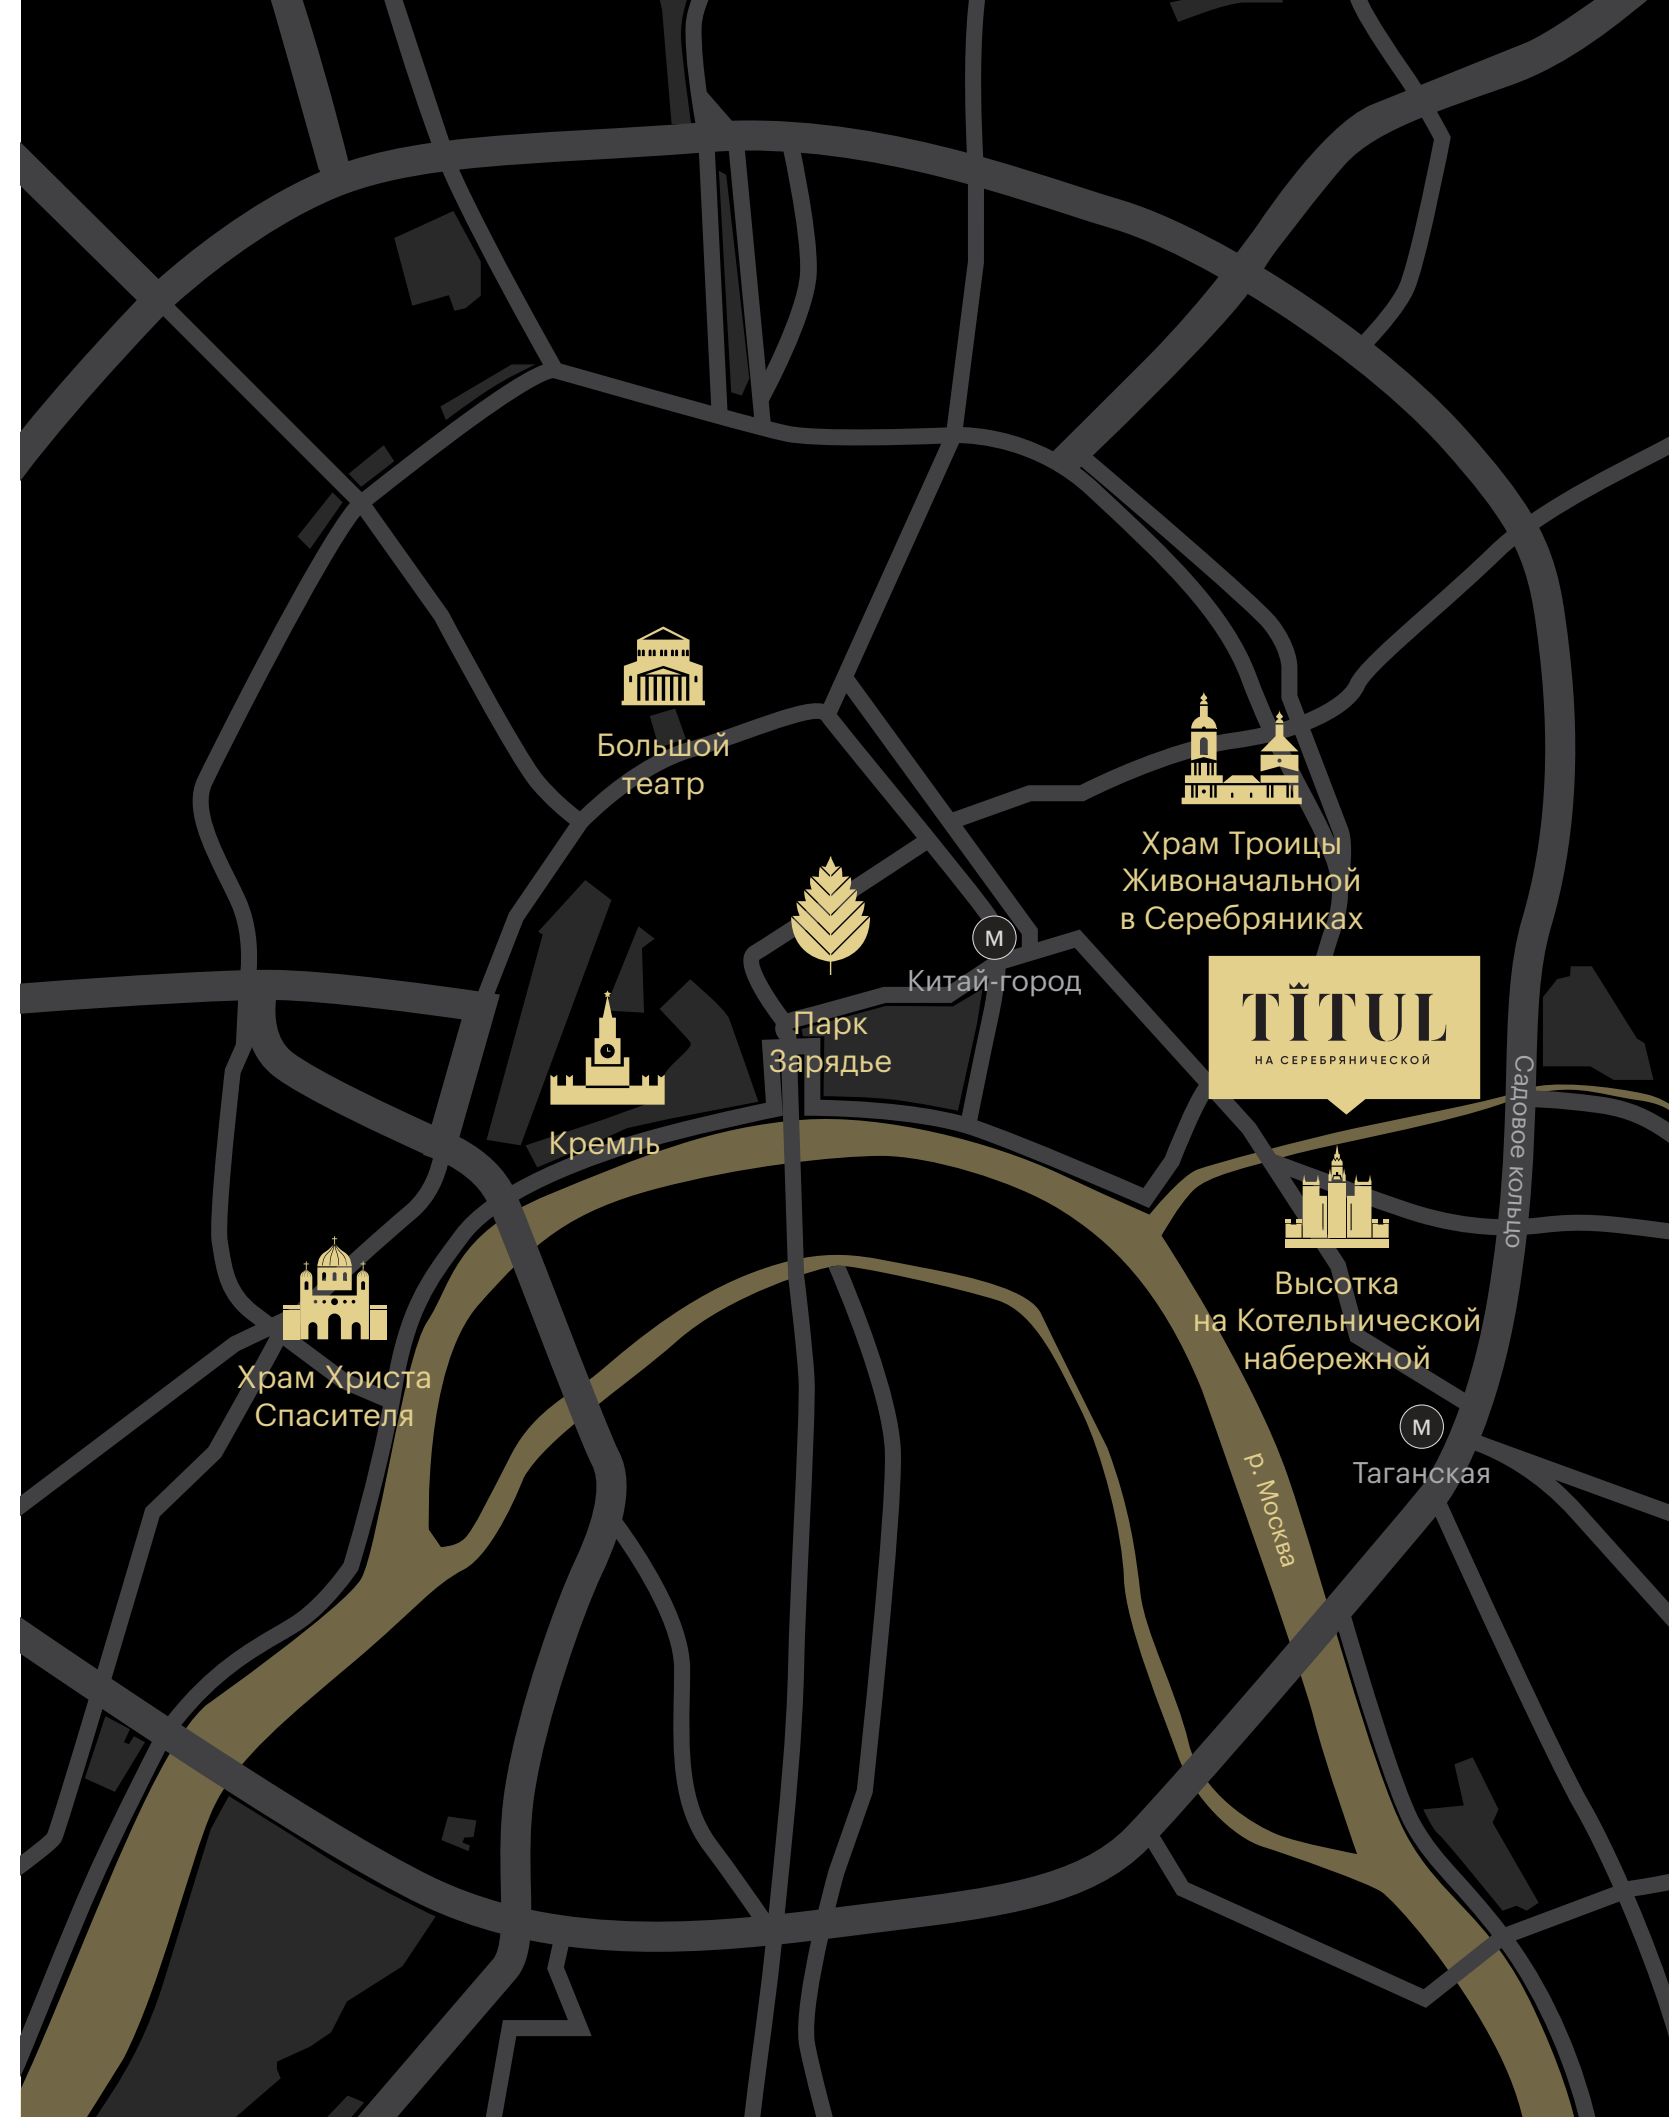 Большой
театр
Храм Троицы
Живоначальной
в Серебряниках
М
Китай-город
TITUL
НА СЕРЕБРЯНИЧЕСКОЙ
Парк
Зарядье
Кремль
Садовое кольцо
Высотка
на Котельнической
набережной
Храм Христа
Спасителя
М
Таганская
р. Москва